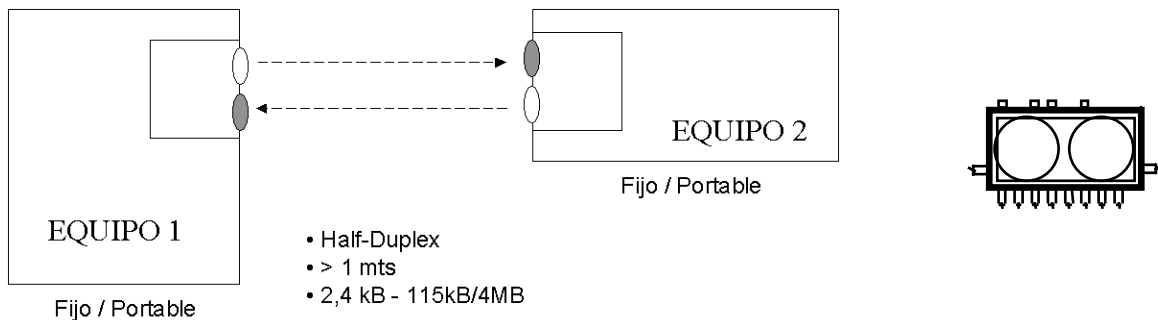 EQUIPO 1
Fijo / Portable
EQUIPO 2
Fijo / Portable
• Half-Duplex
• > 1 mts
• 2,4 kB - 115kB/4MB